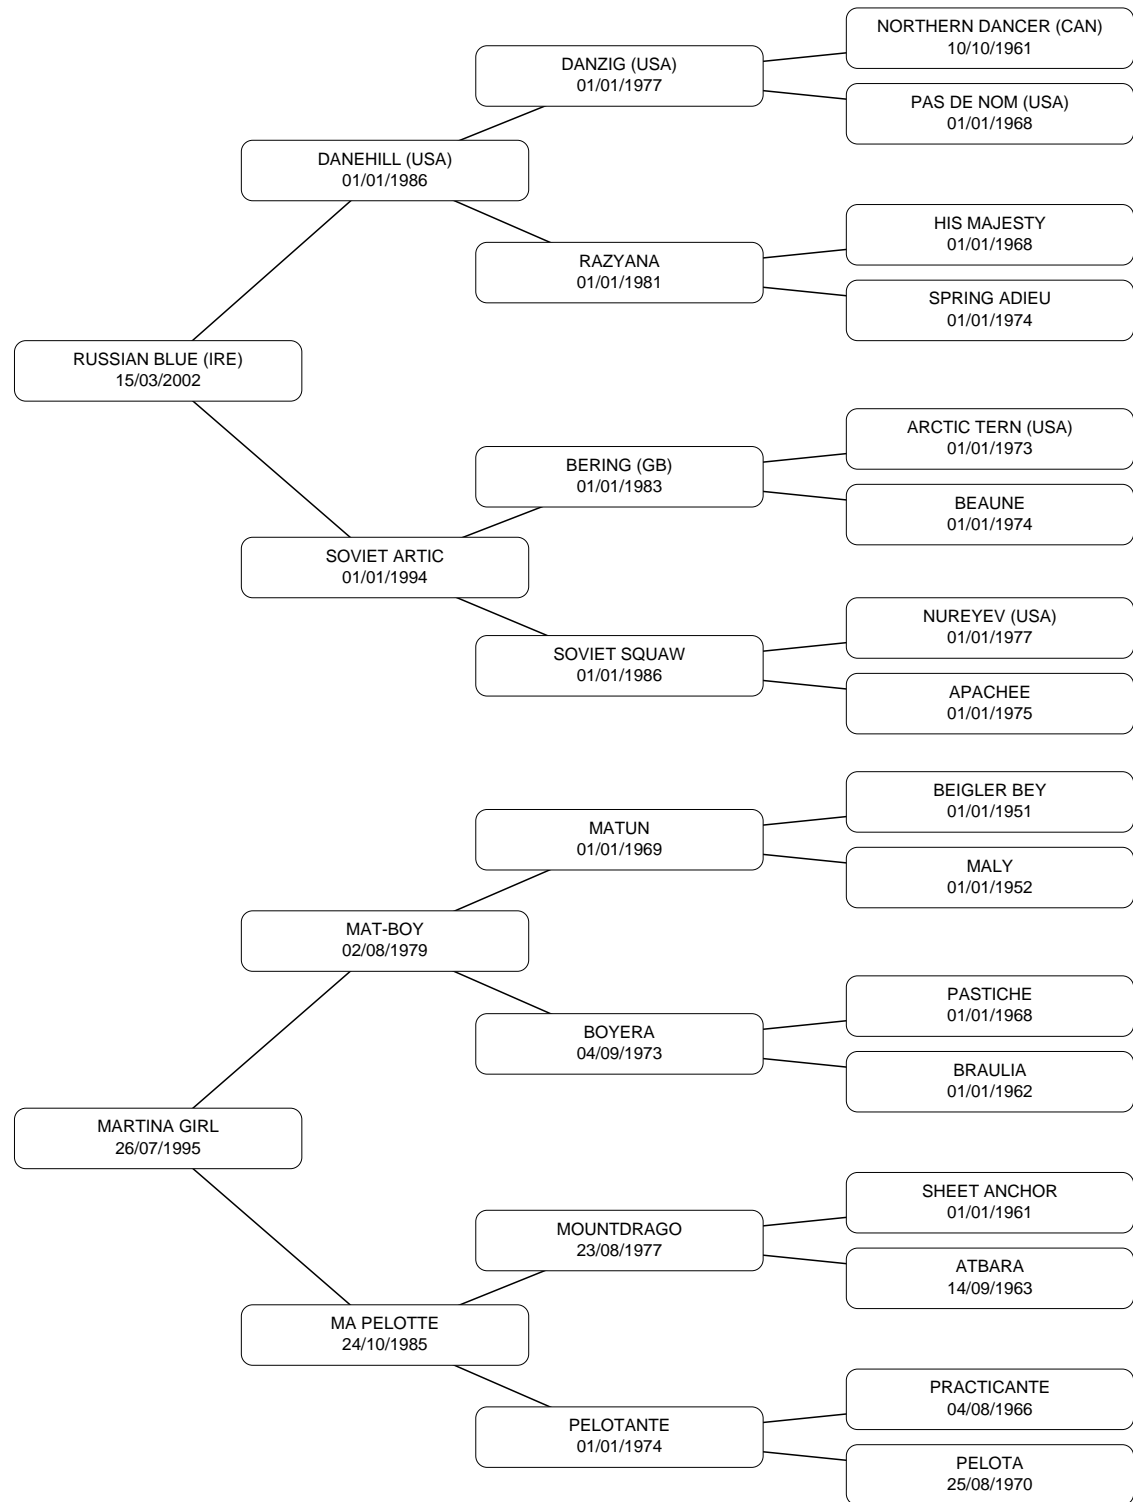 NORTHERN DANCER (CAN)
10/10/1961
DANZIG (USA)
01/01/1977
PAS DE NOM (USA)
01/01/1968
DANEHILL (USA)
01/01/1986
HIS MAJESTY
01/01/1968
RAZYANA
01/01/1981
SPRING ADIEU
01/01/1974
RUSSIAN BLUE (IRE)
15/03/2002
ARCTIC TERN (USA)
01/01/1973
BERING (GB)
01/01/1983
BEAUNE
01/01/1974
SOVIET ARTIC
01/01/1994
NUREYEV (USA)
01/01/1977
SOVIET SQUAW
01/01/1986
APACHEE
01/01/1975
BEIGLER BEY
01/01/1951
MATUN
01/01/1969
MALY
01/01/1952
MAT-BOY
02/08/1979
PASTICHE
01/01/1968
BOYERA
04/09/1973
BRAULIA
01/01/1962
MARTINA GIRL
26/07/1995
SHEET ANCHOR
01/01/1961
MOUNTDRAGO
23/08/1977
ATBARA
14/09/1963
MA PELOTTE
24/10/1985
PRACTICANTE
04/08/1966
PELOTANTE
01/01/1974
PELOTA
25/08/1970